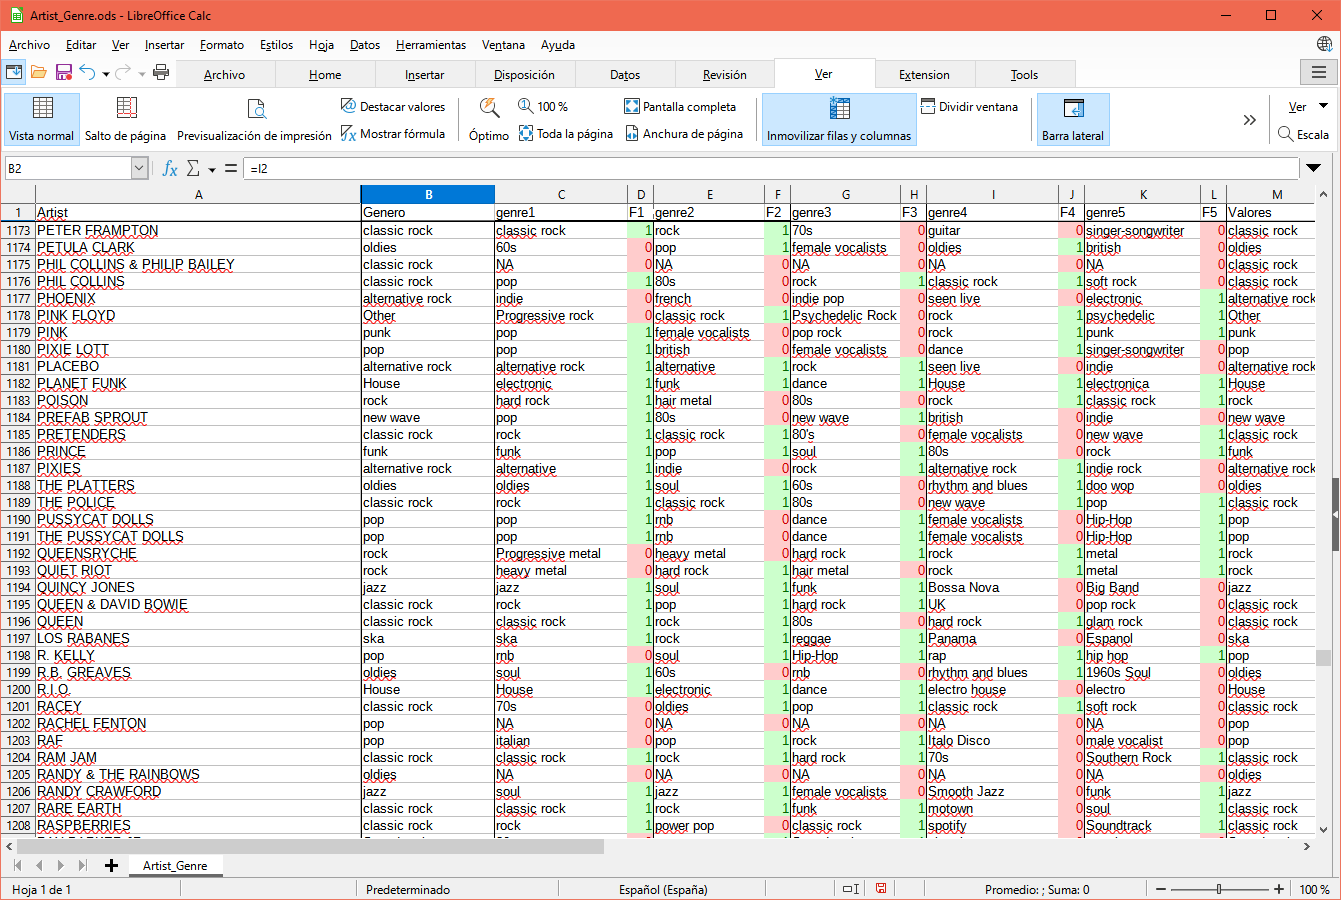 Artist_Genre.ods - LibreOffice Calc
Archivo Editar Ver Insertar Formato Estilos Hoja Datos Herramientas Ventana Ayuda
Archivo Home Insertar Disposición Datos Revisión Ver Extension Tools
Vista normal Salto de página Previsualización de impresión Destacar valores Mostrar fórmula Óptimo 100 % Toda la página Pantalla completa Anchura de página Inmovilizar filas y columnas Dividir ventana Barra lateral Ver Escala
B2 =I2
A B C D E F G H I J K L M
1 Artist Genero genre1 F1 genre2 F2 genre3 F3 genre4 F4 genre5 F5 Valores
1173 PETER FRAMPTON classic rock classic rock 1 rock 1 70s 0 guitar 0 singer-songwriter 0 classic rock
1174 PETULA CLARK oldies 60s 0 pop 1 female vocalists 0 oldies 1 british 0 oldies
1175 PHIL COLLINS & PHILIP BAILEY classic rock NA 0 NA 0 NA 0 NA 0 NA 0 classic rock
1176 PHIL COLLINS classic rock pop 1 80s 0 rock 1 classic rock 1 soft rock 0 classic rock
1177 PHOENIX alternative rock indie 0 french 0 indie pop 0 seen live 0 electronic 1 alternative rock
1178 PINK FLOYD Other Progressive rock 0 classic rock 1 Psychedelic Rock 0 rock 1 psychedelic 1 Other
1179 PINK punk pop 1 female vocalists 0 pop rock 0 rock 1 punk 1 punk
1180 PIXIE LOTT pop pop 1 british 0 female vocalists 0 dance 1 singer-songwriter 0 pop
1181 PLACEBO alternative rock alternative rock 1 alternative 1 rock 1 seen live 0 indie 0 alternative rock
1182 PLANET FUNK House electronic 1 funk 1 dance 1 House 1 electronica 1 House
1183 POISON rock hard rock 1 hair metal 0 80s 0 rock 1 classic rock 1 rock
1184 PREFAB SPROUT new wave pop 1 80s 0 new wave 1 british 0 indie 0 new wave
1185 PRETENDERS classic rock rock 1 classic rock 1 80's 0 female vocalists 0 new wave 1 classic rock
1186 PRINCE funk funk 1 pop 1 soul 1 80s 0 rock 1 funk
1187 PIXIES alternative rock alternative 1 indie 0 rock 1 alternative rock 1 indie rock 0 alternative rock
1188 THE PLATTERS oldies oldies 1 soul 1 60s 0 rhythm and blues 1 doo wop 0 oldies
1189 THE POLICE classic rock rock 1 classic rock 1 80s 0 new wave 1 pop 1 classic rock
1190 PUSSYCAT DOLLS pop pop 1 rnb 0 dance 1 female vocalists 0 Hip-Hop 1 pop
1191 THE PUSSYCAT DOLLS pop pop 1 rnb 0 dance 1 female vocalists 0 Hip-Hop 1 pop
1192 QUEENSRYCHE rock Progressive metal 0 heavy metal 0 hard rock 1 rock 1 metal 1 rock
1193 QUIET RIOT rock heavy metal 0 hard rock 1 hair metal 0 rock 1 metal 1 rock
1194 QUINCY JONES jazz jazz 1 soul 1 funk 1 Bossa Nova 0 Big Band 0 jazz
1195 QUEEN & DAVID BOWIE classic rock rock 1 pop 1 hard rock 1 UK 0 pop rock 0 classic rock
1196 QUEEN classic rock classic rock 1 rock 1 80s 0 hard rock 1 glam rock 0 classic rock
1197 LOS RABANES ska ska 1 rock 1 reggae 1 Panama 0 Espanol 0 ska
1198 R. KELLY pop rnb 0 soul 1 Hip-Hop 1 rap 1 hip hop 1 pop
1199 R.B. GREAVES oldies soul 1 60s 0 rnb 0 rhythm and blues 1 1960s Soul 0 oldies
1200 R.I.O. House House 1 electronic 1 dance 1 electro house 0 electro 0 House
1201 RACEY classic rock 70s 0 oldies 1 pop 1 classic rock 1 soft rock 0 classic rock
1202 RACHEL FENTON pop NA 0 NA 0 NA 0 NA 0 NA 0 pop
1203 RAF pop italian 0 pop 1 rock 1 Italo Disco 0 male vocalist 0 pop
1204 RAM JAM classic rock classic rock 1 rock 1 hard rock 1 70s 0 Southern Rock 1 classic rock
1205 RANDY & THE RAINBOWS oldies NA 0 NA 0 NA 0 NA 0 NA 0 oldies
1206 RANDY CRAWFORD jazz soul 1 jazz 1 female vocalists 0 Smooth Jazz 0 funk 1 jazz
1207 RARE EARTH classic rock classic rock 1 rock 1 funk 1 motown 0 soul 1 classic rock
1208 RASPBERRIES classic rock rock 1 power pop 0 classic rock 1 spotify 0 Soundtrack 1 classic rock
Artist_Genre
Hoja 1 de 1 Predeterminado Español (España) Promedio: ; Suma: 0 100 %